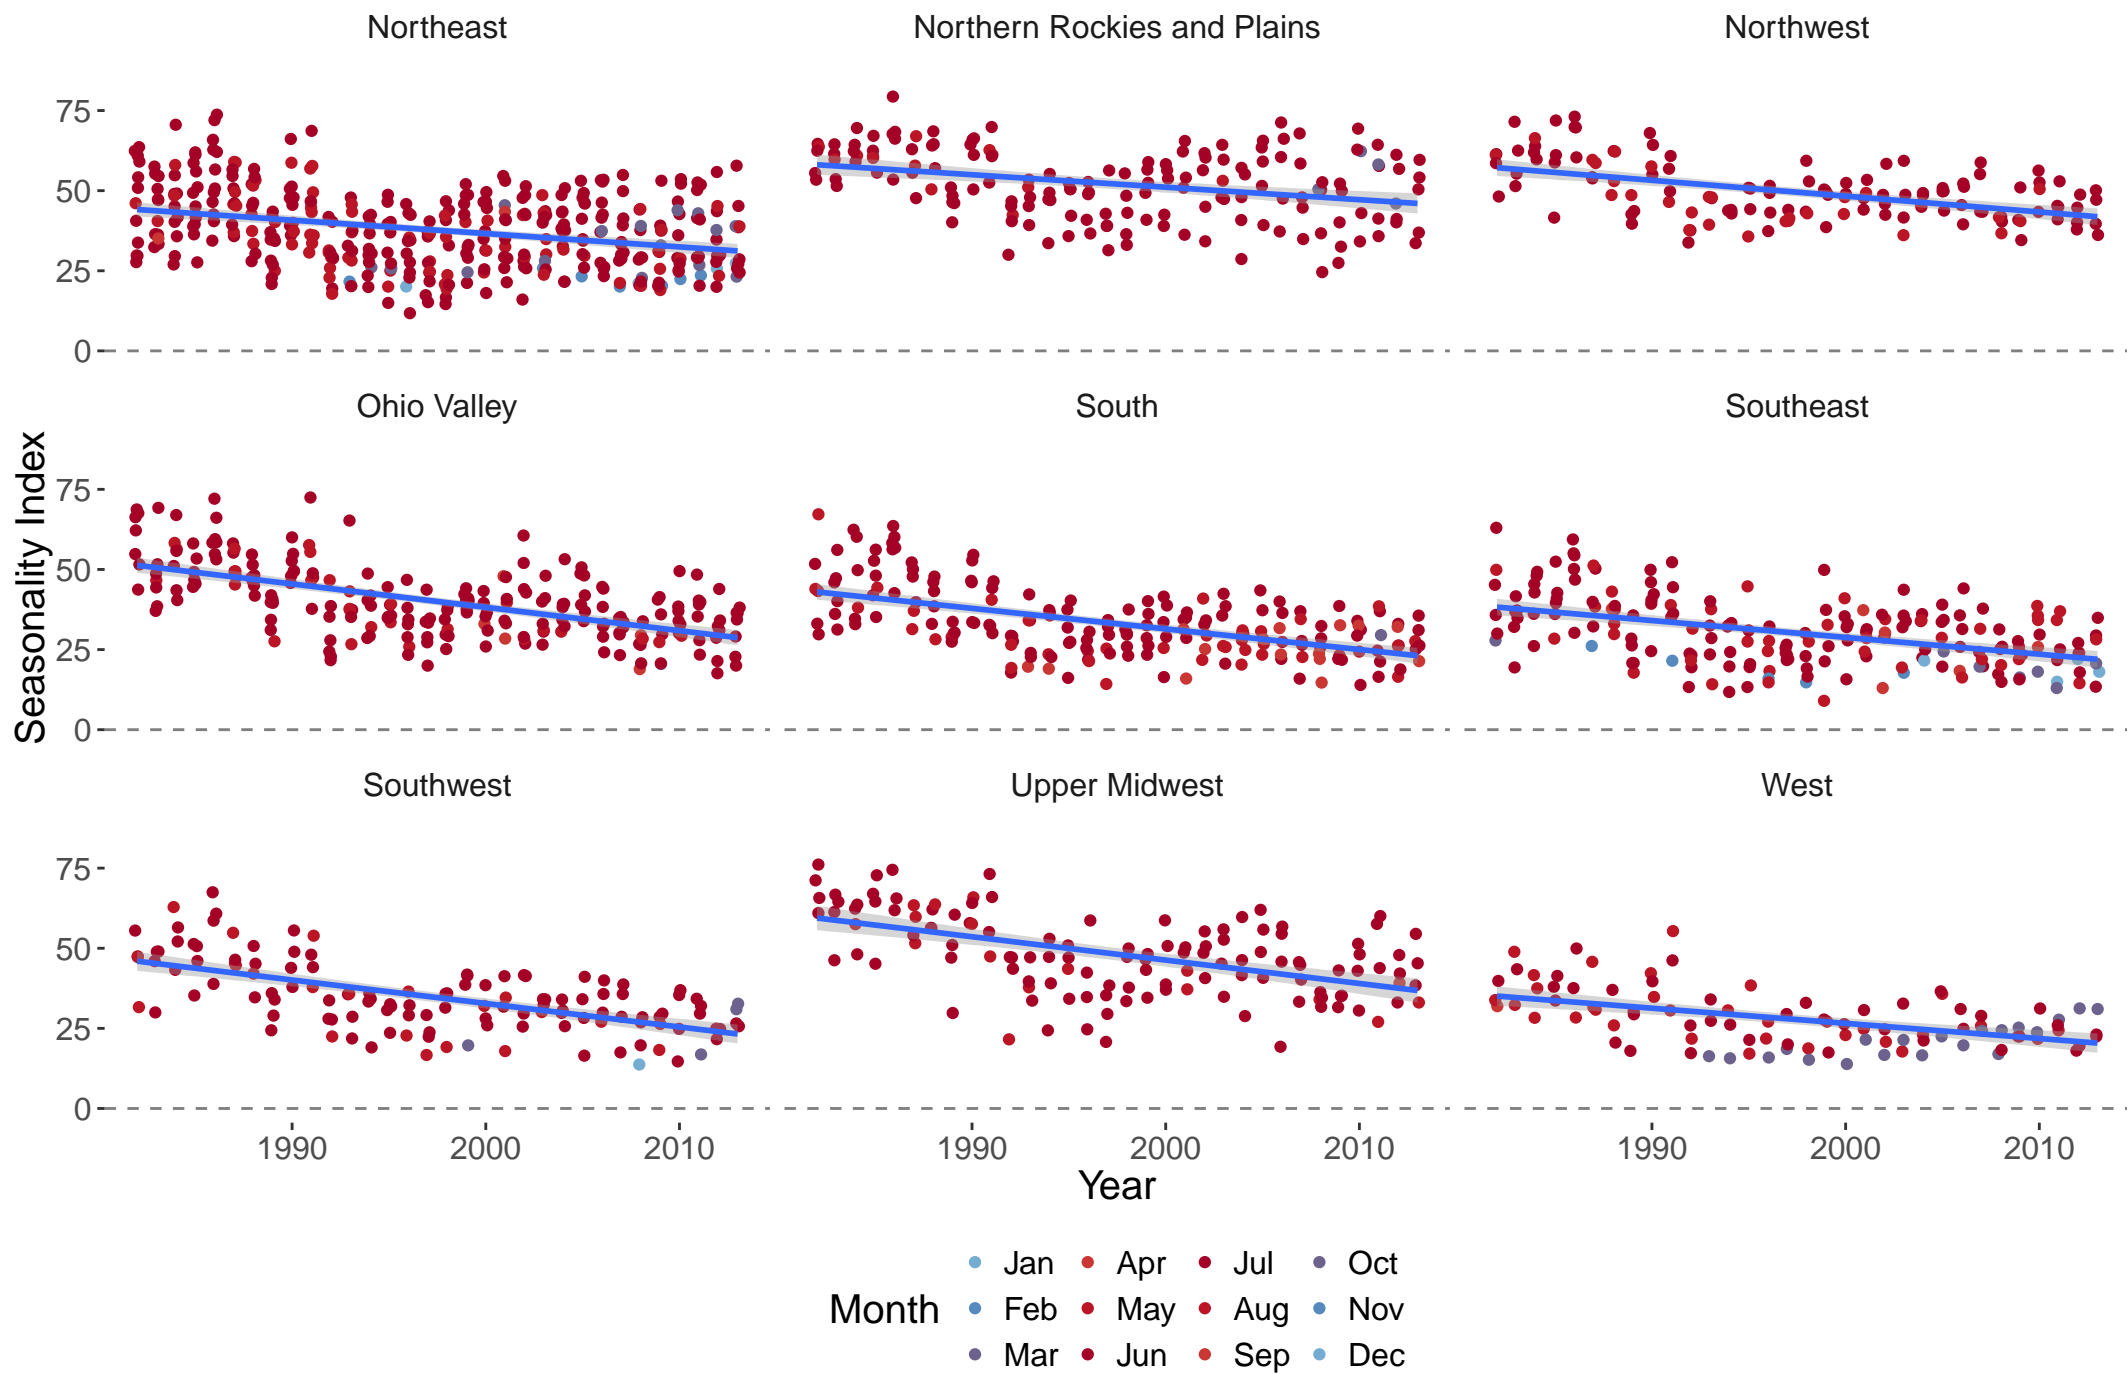 Northeast Northern Rockies and Plains Northwest
75
50
25
0
Ohio Valley South Southeast
Seasonality Index
75
50
25
0
Southwest Upper Midwest West
75
50
25
0
1990 2000 2010 1990 2000 2010 1990 2000 2010
Year
Jan Apr Jul Oct
Month Feb May Aug Nov
Mar Jun Sep Dec